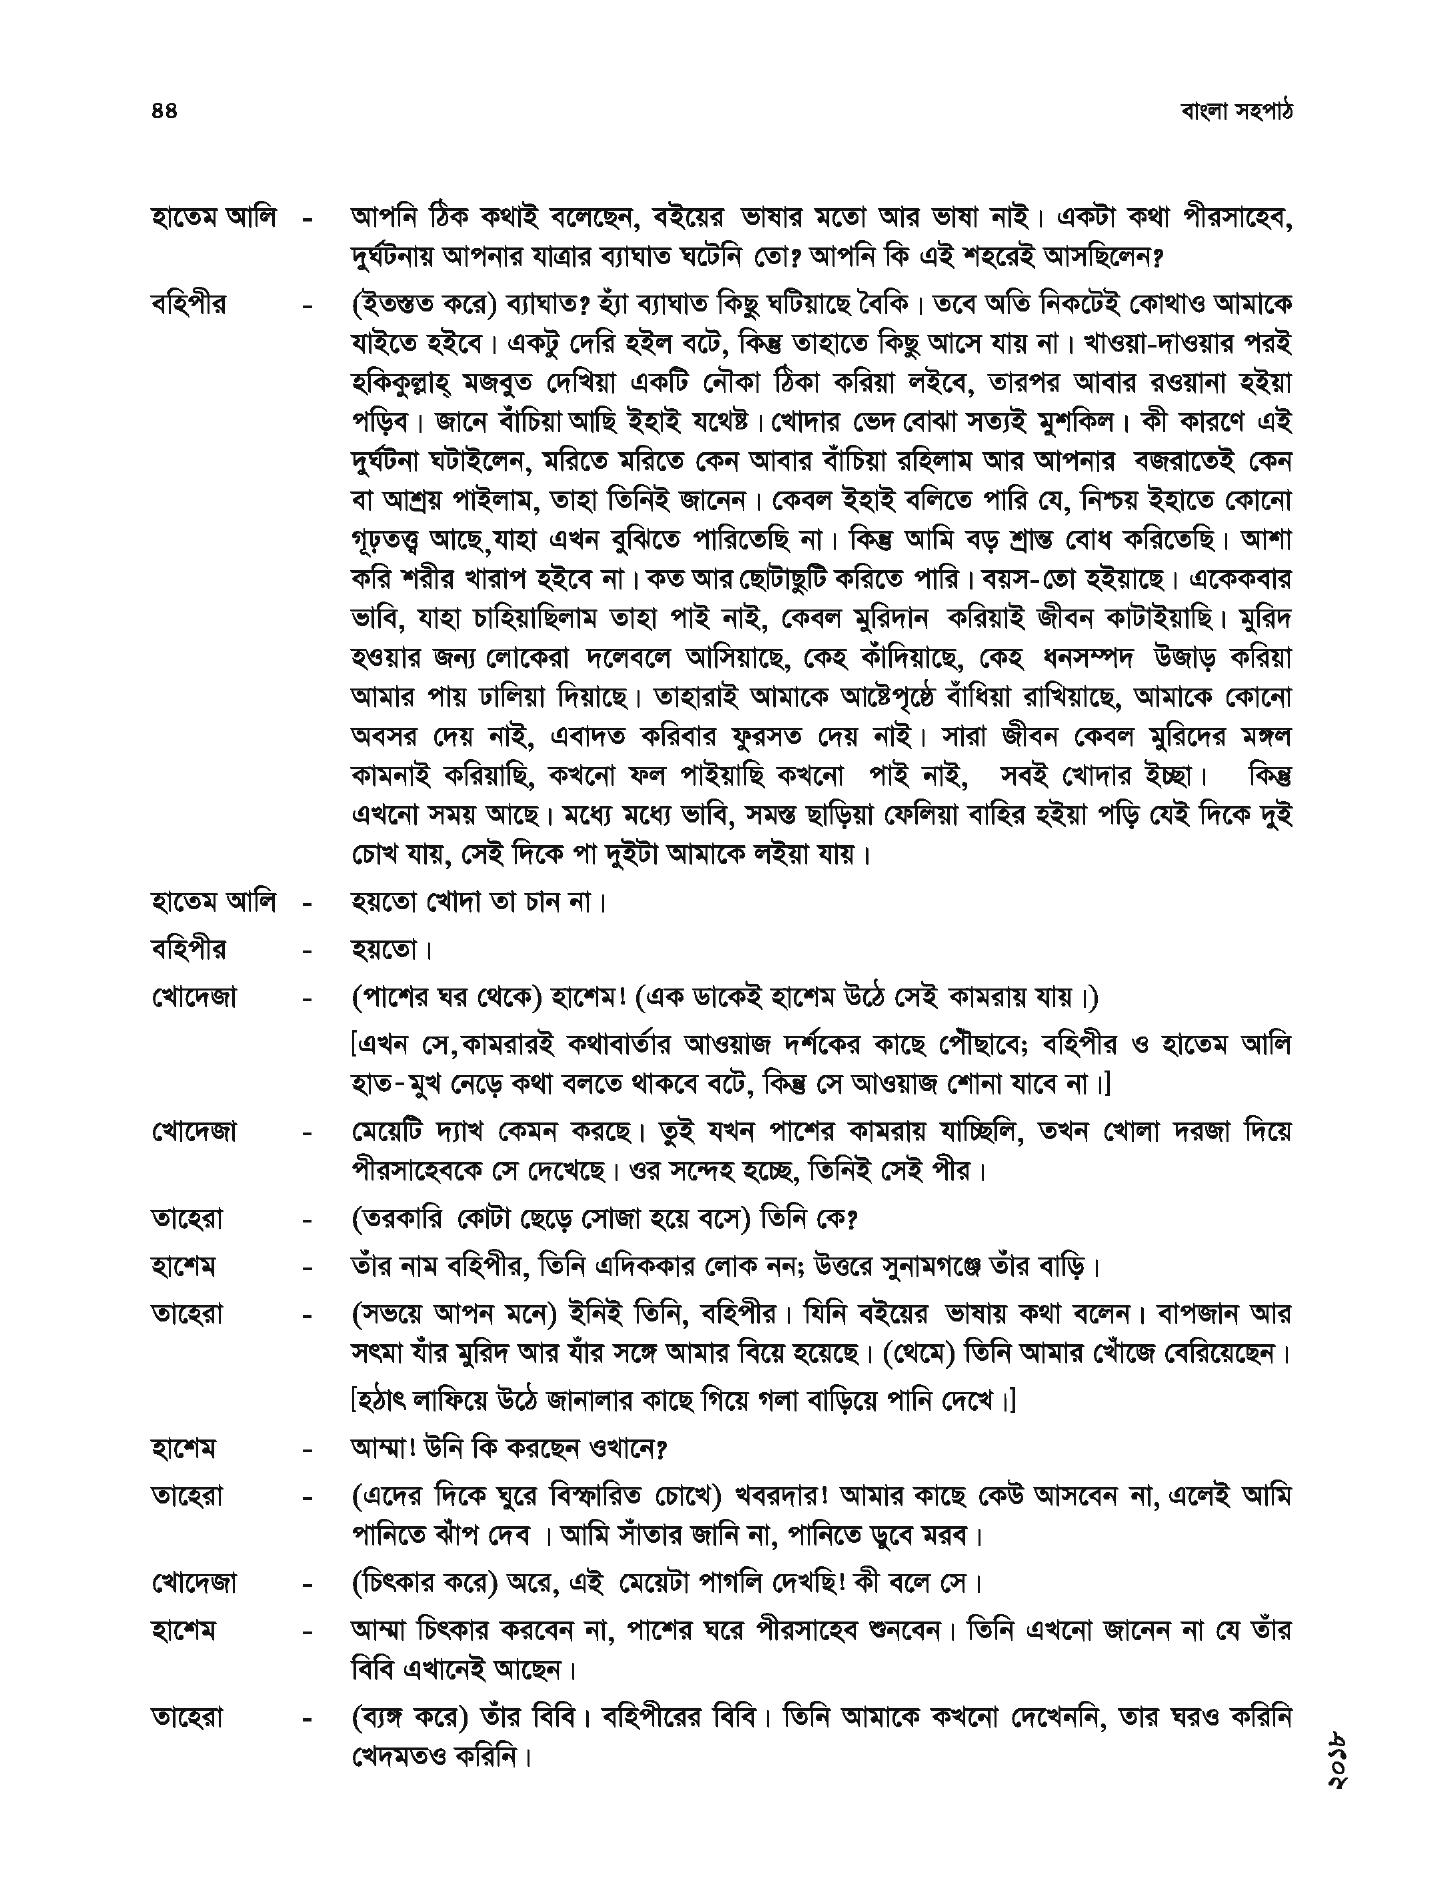 ৪৪ বাংলা সহপাঠ
হাতেম আলি - আপনি ঠিক কথাই বলেছেন, বইয়ের ভাষার মতো আর ভাষা নাই। একটা কথা পীরসাহেব,
দুর্ঘটনায় আপনার যাত্রার ব্যাঘাত ঘটেনি তো? আপনি কি এই শহরেই আসছিলেন?
বহিপীর - (ইতস্তত করে) ব্যাঘাত? হ্যাঁ ব্যাঘাত কিছু ঘটিয়াছে বৈকি। তবে অতি নিকটেই কোথাও আমাকে
যাইতে হইবে। একটু দেরি হইল বটে, কিন্তু তাহাতে কিছু আসে যায় না। খাওয়া-দাওয়ার পরই
হকিকুল্লাহ্ মজবুত দেখিয়া একটি নৌকা ঠিকা করিয়া লইবে, তারপর আবার রওয়ানা হইয়া
পড়িব। জানে বাঁচিয়া আছি ইহাই যথেষ্ট। খোদার ভেদ বোঝা সত্যই মুশকিল। কী কারণে এই
দুর্ঘটনা ঘটাইলেন, মরিতে মরিতে কেন আবার বাঁচিয়া রহিলাম আর আপনার বজরাতেই কেন
বা আশ্রয় পাইলাম, তাহা তিনিই জানেন। কেবল ইহাই বলিতে পারি যে, নিশ্চয় ইহাতে কোনো
গূঢ়তত্ত্ব আছে,যাহা এখন বুঝিতে পারিতেছি না। কিন্তু আমি বড় শ্রান্ত বোধ করিতেছি। আশা
করি শরীর খারাপ হইবে না। কত আর ছোটাছুটি করিতে পারি। বয়স-তো হইয়াছে। একেকবার
ভাবি, যাহা চাহিয়াছিলাম তাহা পাই নাই, কেবল মুরিদান করিয়াই জীবন কাটাইয়াছি। মুরিদ
হওয়ার জন্য লোকেরা দলেবলে আসিয়াছে, কেহ কাঁদিয়াছে, কেহ ধনসম্পদ উজাড় করিয়া
আমার পায় ঢালিয়া দিয়াছে। তাহারাই আমাকে আষ্টেপৃষ্ঠে বাঁধিয়া রাখিয়াছে, আমাকে কোনো
অবসর দেয় নাই, এবাদত করিবার ফুরসত দেয় নাই। সারা জীবন কেবল মুরিদের মঙ্গল
কামনাই করিয়াছি, কখনো ফল পাইয়াছি কখনো পাই নাই, সবই খোদার ইচ্ছা। কিন্তু
এখনো সময় আছে। মধ্যে মধ্যে ভাবি, সমস্ত ছাড়িয়া ফেলিয়া বাহির হইয়া পড়ি যেই দিকে দুই
চোখ যায়, সেই দিকে পা দুইটা আমাকে লইয়া যায়।
হাতেম আলি - হয়তো খোদা তা চান না।
বহিপীর - হয়তো।
খোদেজা - (পাশের ঘর থেকে) হাশেম! (এক ডাকেই হাশেম উঠে সেই কামরায় যায়।)
[এখন সে,কামরারই কথাবার্তার আওয়াজ দর্শকের কাছে পৌঁছাবে; বহিপীর ও হাতেম আলি
হাত-মুখ নেড়ে কথা বলতে থাকবে বটে, কিন্তু সে আওয়াজ শোনা যাবে না।]
খোদেজা - মেয়েটি দ্যাখ কেমন করছে। তুই যখন পাশের কামরায় যাচ্ছিলি, তখন খোলা দরজা দিয়ে
পীরসাহেবকে সে দেখেছে। ওর সন্দেহ হচ্ছে, তিনিই সেই পীর।
তাহেরা - (তরকারি কোটা ছেড়ে সোজা হয়ে বসে) তিনি কে?
হাশেম - তাঁর নাম বহিপীর, তিনি এদিককার লোক নন; উত্তরে সুনামগঞ্জে তাঁর বাড়ি।
তাহেরা - (সভয়ে আপন মনে) ইনিই তিনি, বহিপীর। যিনি বইয়ের ভাষায় কথা বলেন। বাপজান আর
সৎমা যাঁর মুরিদ আর যাঁর সঙ্গে আমার বিয়ে হয়েছে। (থেমে) তিনি আমার খোঁজে বেরিয়েছেন।
[হঠাৎ লাফিয়ে উঠে জানালার কাছে গিয়ে গলা বাড়িয়ে পানি দেখে।]
হাশেম - আম্মা! উনি কি করছেন ওখানে?
তাহেরা - (এদের দিকে ঘুরে বিস্ফারিত চোখে) খবরদার! আমার কাছে কেউ আসবেন না, এলেই আমি
পানিতে ঝাঁপ দেব । আমি সাঁতার জানি না, পানিতে ডুবে মরব।
খোদেজা - (চিৎকার করে) অরে, এই মেয়েটা পাগলি দেখছি! কী বলে সে।
হাশেম - আম্মা চিৎকার করবেন না, পাশের ঘরে পীরসাহেব শুনবেন। তিনি এখনো জানেন না যে তাঁর
বিবি এখানেই আছেন।
তাহেরা - (ব্যঙ্গ করে) তাঁর বিবি। বহিপীরের বিবি। তিনি আমাকে কখনো দেখেননি, তার ঘরও করিনি
খেদমতও করিনি।
২০১৮